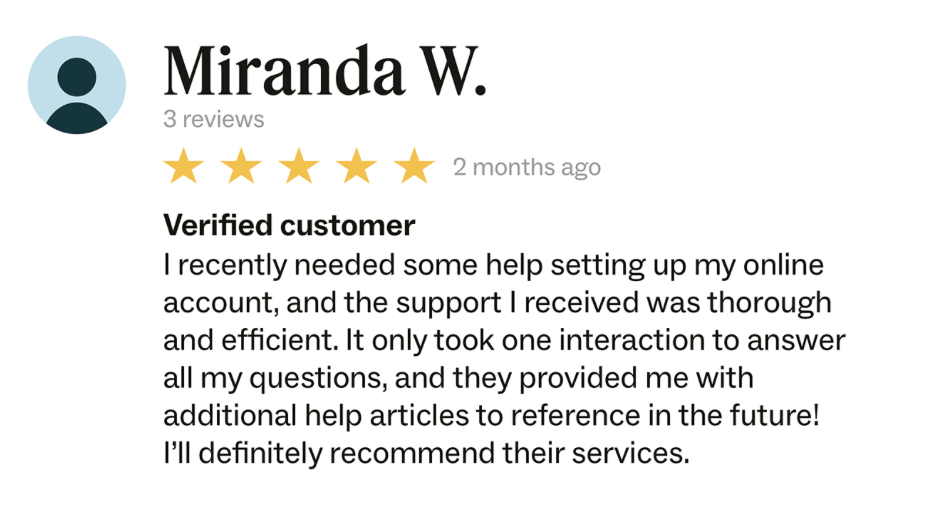 Miranda W.
3 reviews
2 months ago
Verified customer
I recently needed some help setting up my online
account, and the support I received was thorough
and efficient. It only took one interaction to answer
all my questions, and they provided me with
additional help articles to reference in the future!
I’ll definitely recommend their services.